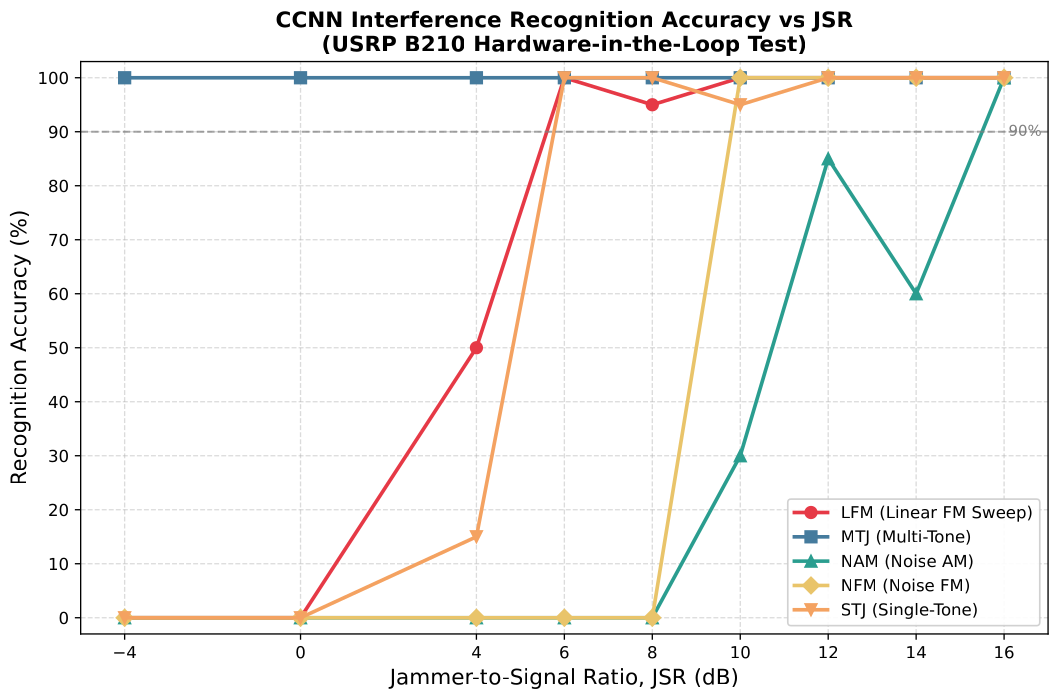 CCNN Interference Recognition Accuracy vs JSR
(USRP B210 Hardware-in-the-Loop Test)
Recognition Accuracy (%)
100
90
80
70
60
50
40
30
20
10
0
90%
LFM (Linear FM Sweep)
MTJ (Multi-Tone)
NAM (Noise AM)
NFM (Noise FM)
STJ (Single-Tone)
−4 0 4 6 8 10 12 14 16
Jammer-to-Signal Ratio, JSR (dB)